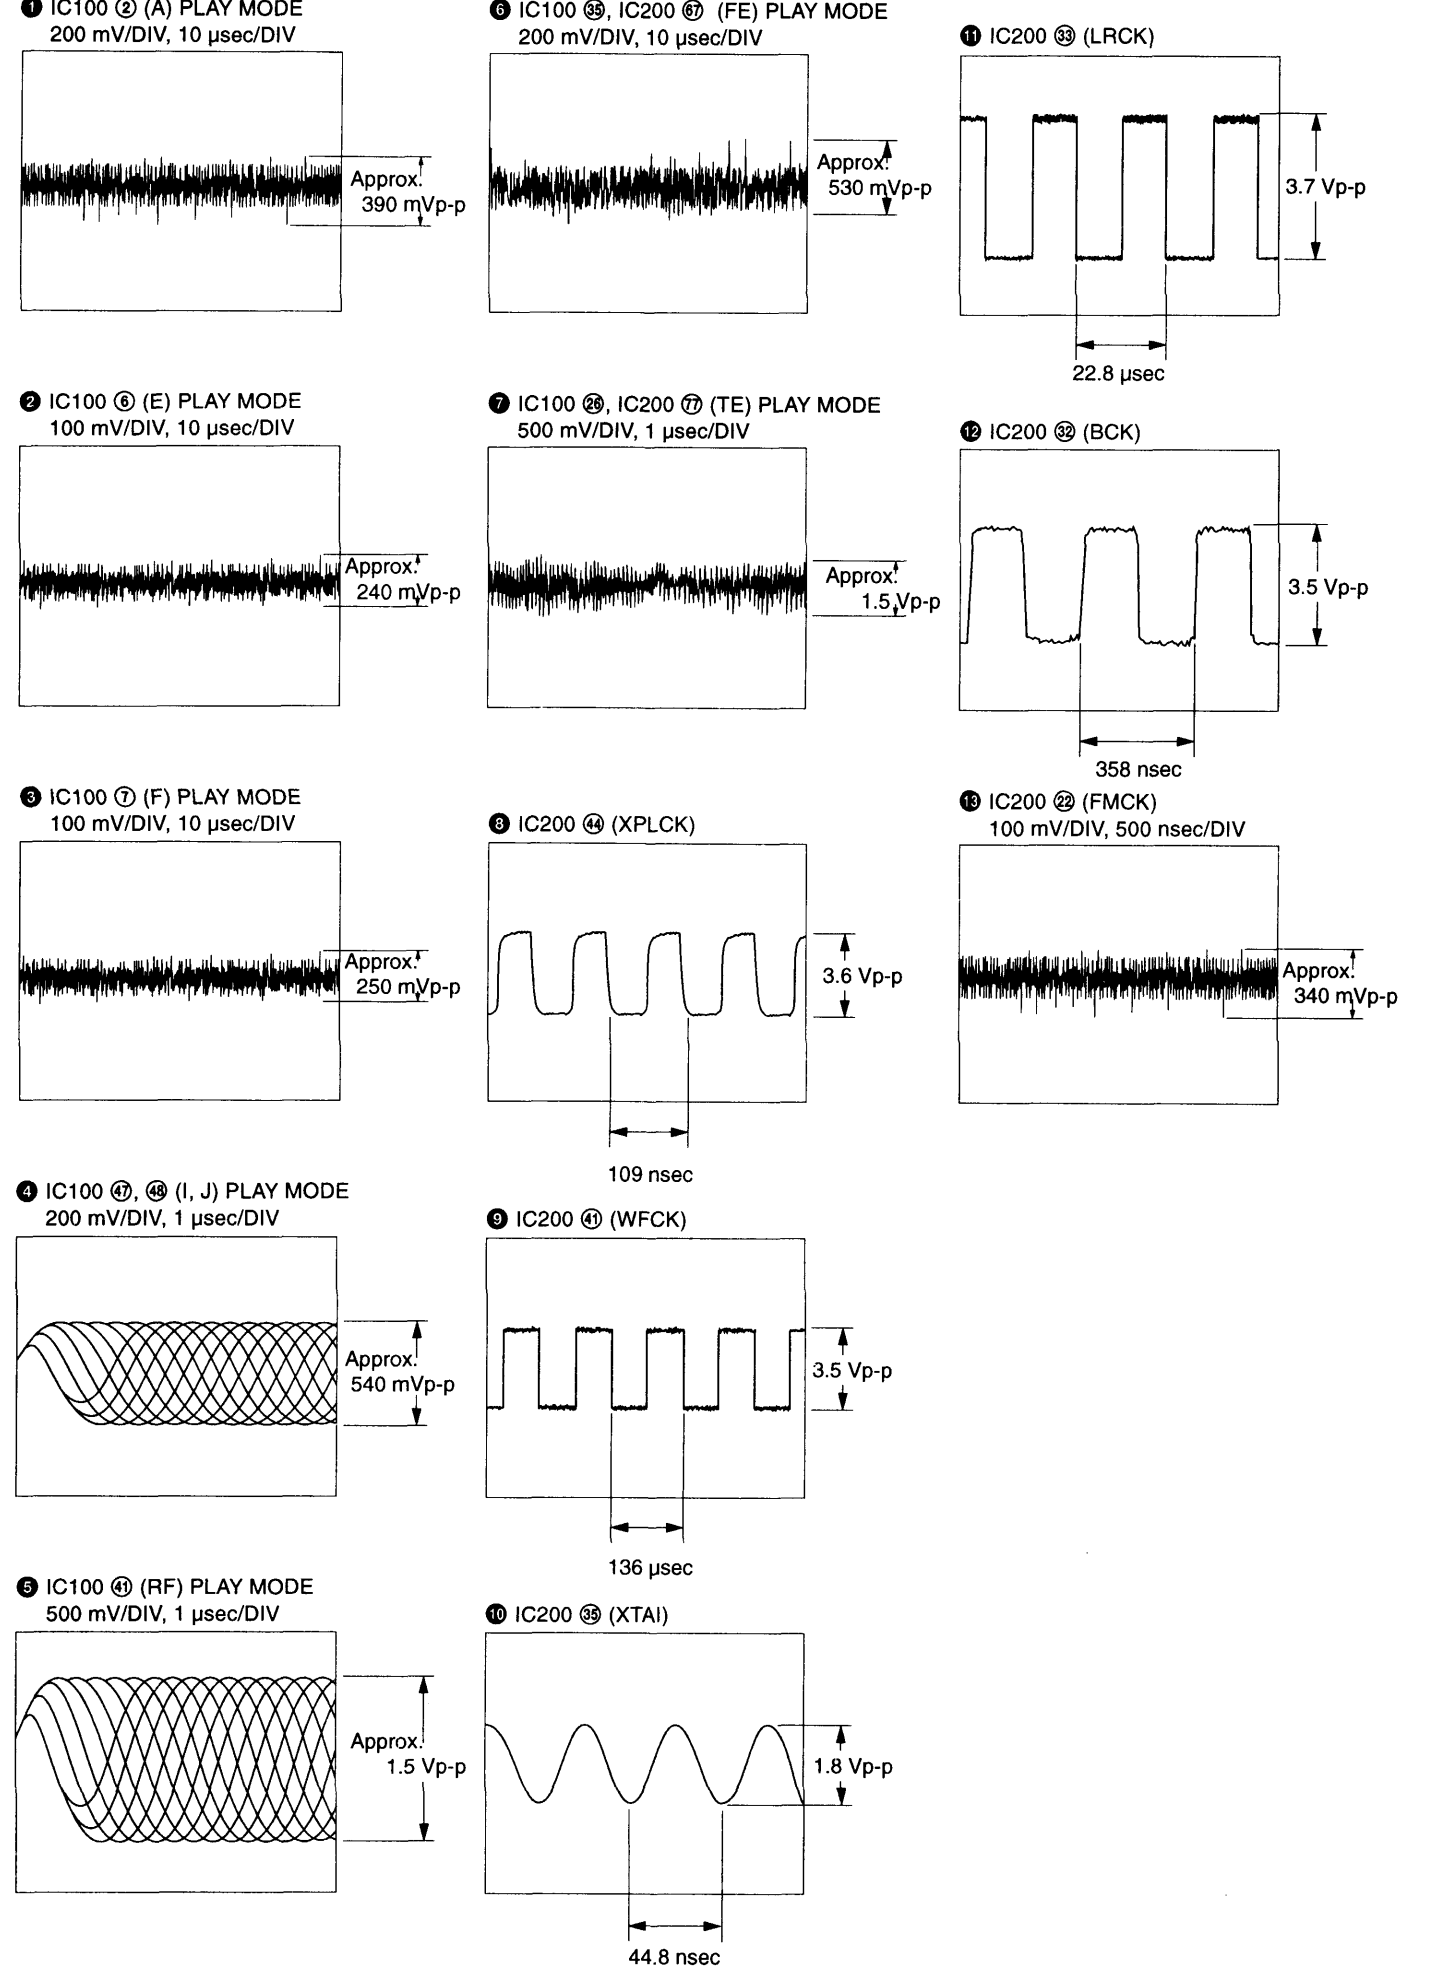 ❶ IC100 ② (A) PLAY MODE
200 mV/DIV, 10 µsec/DIV
Approx.
390 mVp-p
❷ IC100 ⑥ (E) PLAY MODE
100 mV/DIV, 10 µsec/DIV
Approx.
240 mVp-p
❸ IC100 ⑦ (F) PLAY MODE
100 mV/DIV, 10 µsec/DIV
Approx.
250 mVp-p
❹ IC100 ㊼, ㊽ (I, J) PLAY MODE
200 mV/DIV, 1 µsec/DIV
Approx.
540 mVp-p
❺ IC100 ㊶ (RF) PLAY MODE
500 mV/DIV, 1 µsec/DIV
Approx.
1.5 Vp-p
❻ IC100 ㉟, IC200 67 (FE) PLAY MODE
200 mV/DIV, 10 µsec/DIV
Approx.
530 mVp-p
❼ IC100 ㉖, IC200 77 (TE) PLAY MODE
500 mV/DIV, 1 µsec/DIV
Approx.
1.5 Vp-p
❽ IC200 ㊹ (XPLCK)
3.6 Vp-p
109 nsec
❾ IC200 ㊶ (WFCK)
3.5 Vp-p
136 µsec
❿ IC200 ㉟ (XTAI)
1.8 Vp-p
44.8 nsec
⓫ IC200 ㉝ (LRCK)
3.7 Vp-p
22.8 µsec
⓬ IC200 ㉜ (BCK)
3.5 Vp-p
358 nsec
⓭ IC200 ㉒ (FMCK)
100 mV/DIV, 500 nsec/DIV
Approx.
340 mVp-p